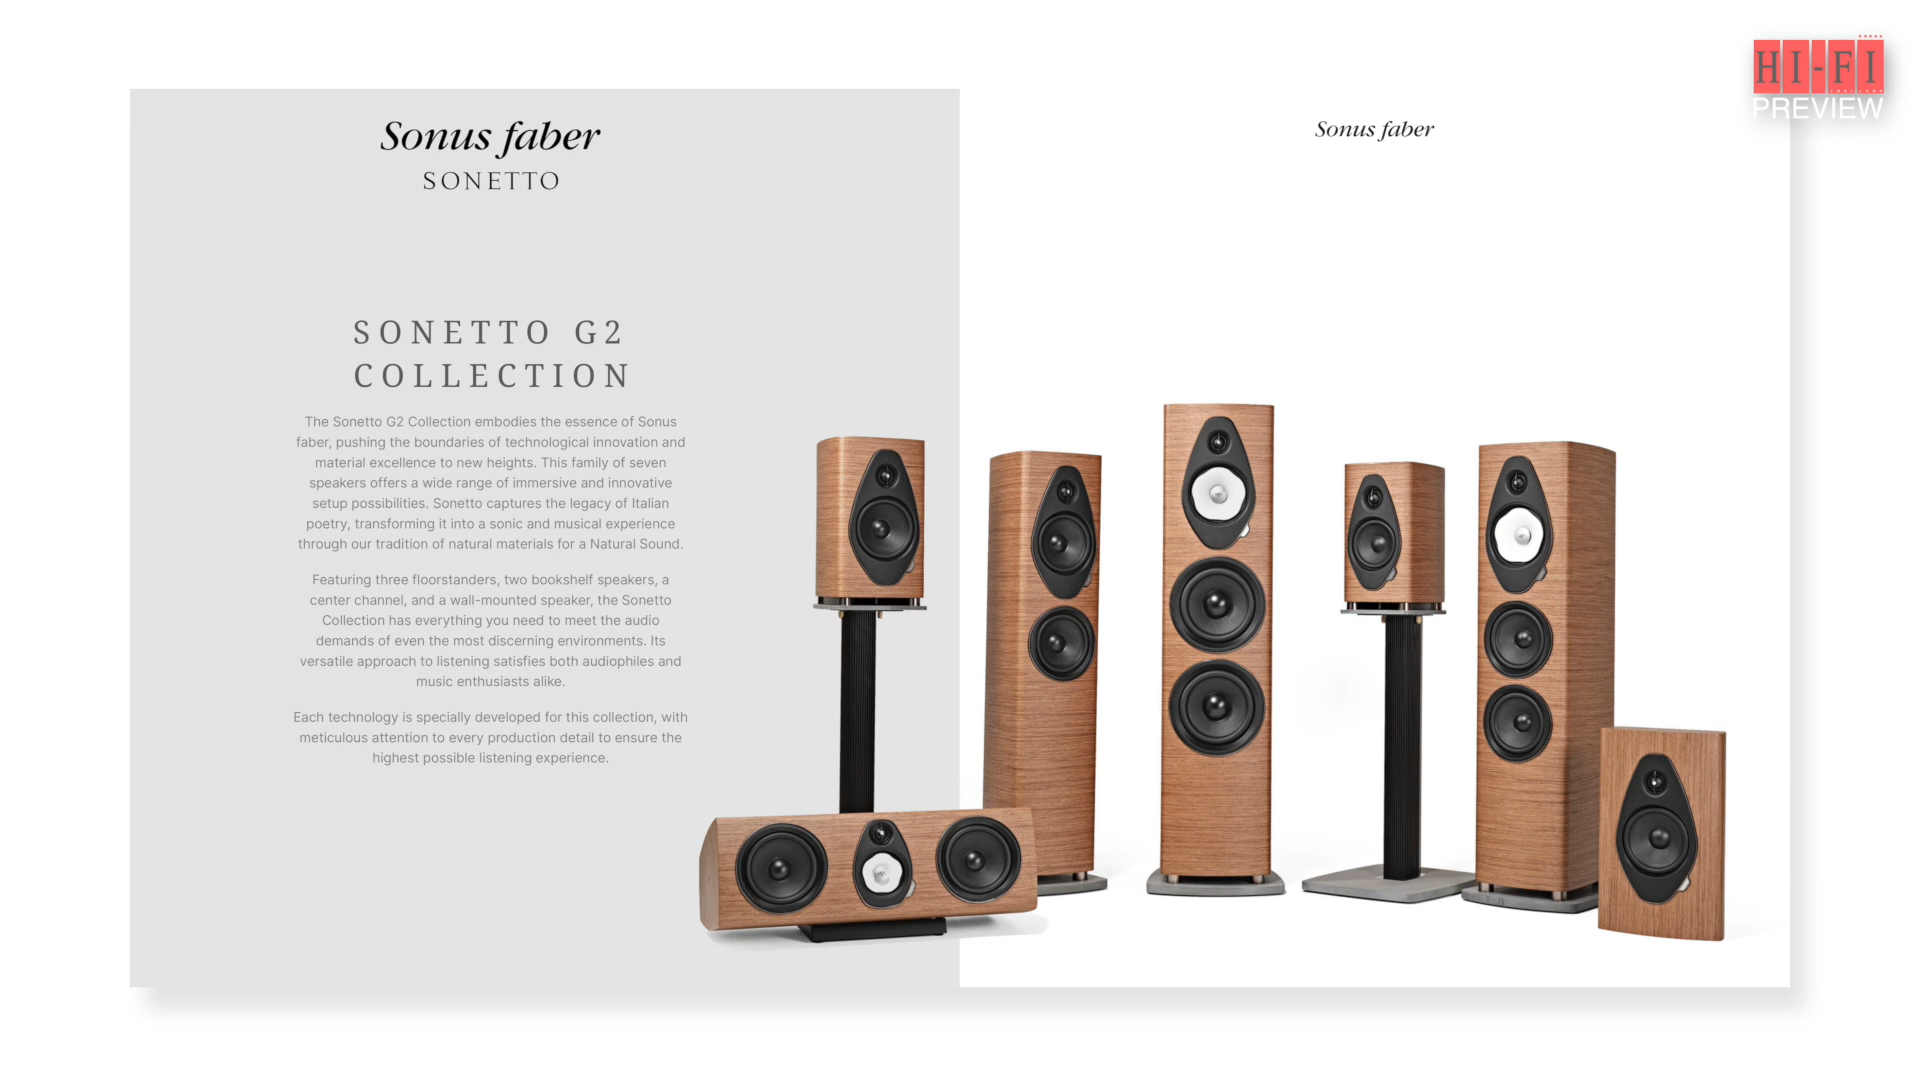 HI-FI
PREVIEW
Sonus faber
SONETTO
Sonus faber
SONETTO G2
COLLECTION
The Sonetto G2 Collection embodies the essence of Sonus
faber, pushing the boundaries of technological innovation and
material excellence to new heights. This family of seven
speakers offers a wide range of immersive and innovative
setup possibilities. Sonetto captures the legacy of Italian
poetry, transforming it into a sonic and musical experience
through our tradition of natural materials for a Natural Sound.
Featuring three floorstanders, two bookshelf speakers, a
center channel, and a wall-mounted speaker, the Sonetto
Collection has everything you need to meet the audio
demands of even the most discerning environments. Its
versatile approach to listening satisfies both audiophiles and
music enthusiasts alike.
Each technology is specially developed for this collection, with
meticulous attention to every production detail to ensure the
highest possible listening experience.